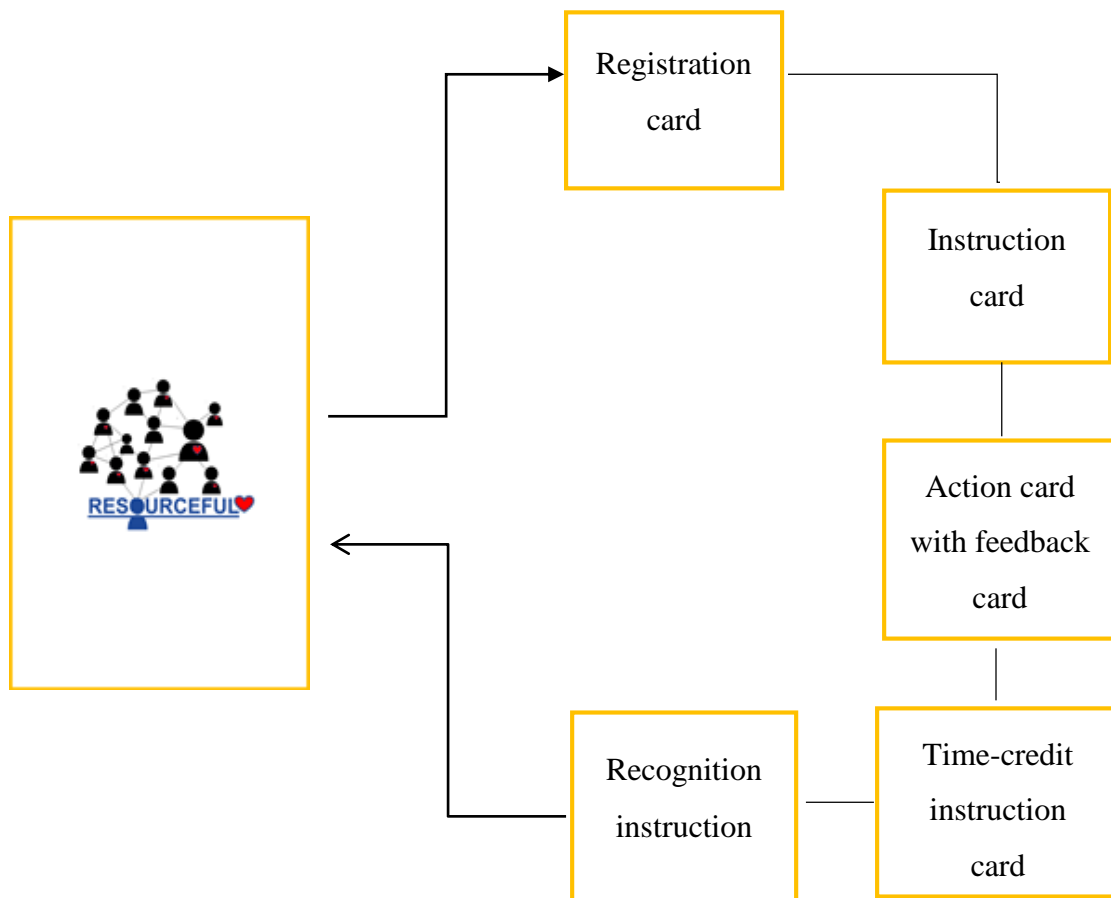 Registration
card
Instruction
card
RESOURCEFUL
Action card
with feedback
card
Recognition
instruction
Time-credit
instruction
card